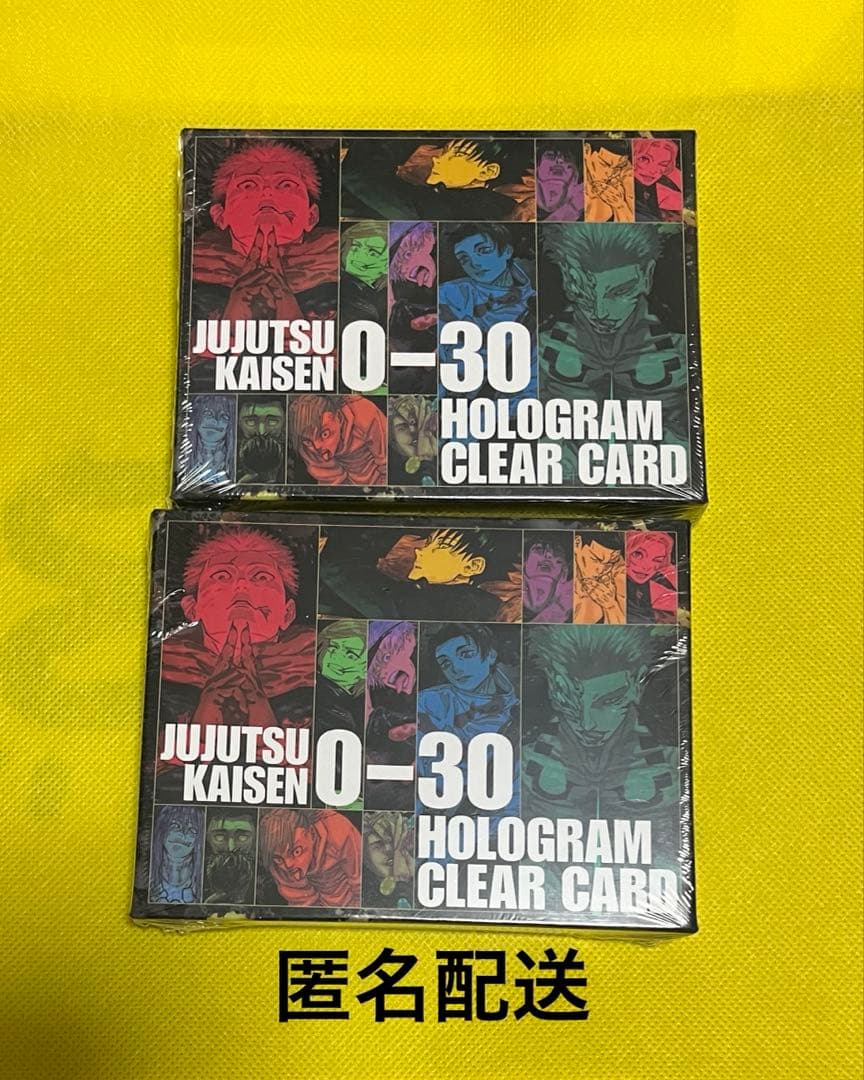 JUJUTSU
KAISEN 0-30
HOLOGRAM
CLEAR CARD
JUJUTSU
KAISEN 0-30
HOLOGRAM
CLEAR CARD
匿名配送